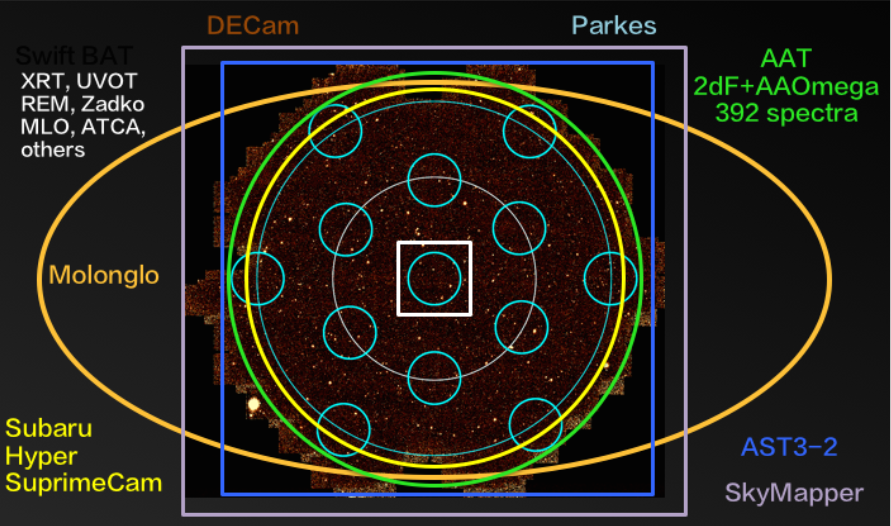 DECam
Parkes
Swift BAT
XRT, UVOT
REM, Zadko
MLO, ATCA,
others
AAT
2dF+AAOmega
392 spectra
Molonglo
Subaru
Hyper
SuprimeCam
AST3-2
SkyMapper